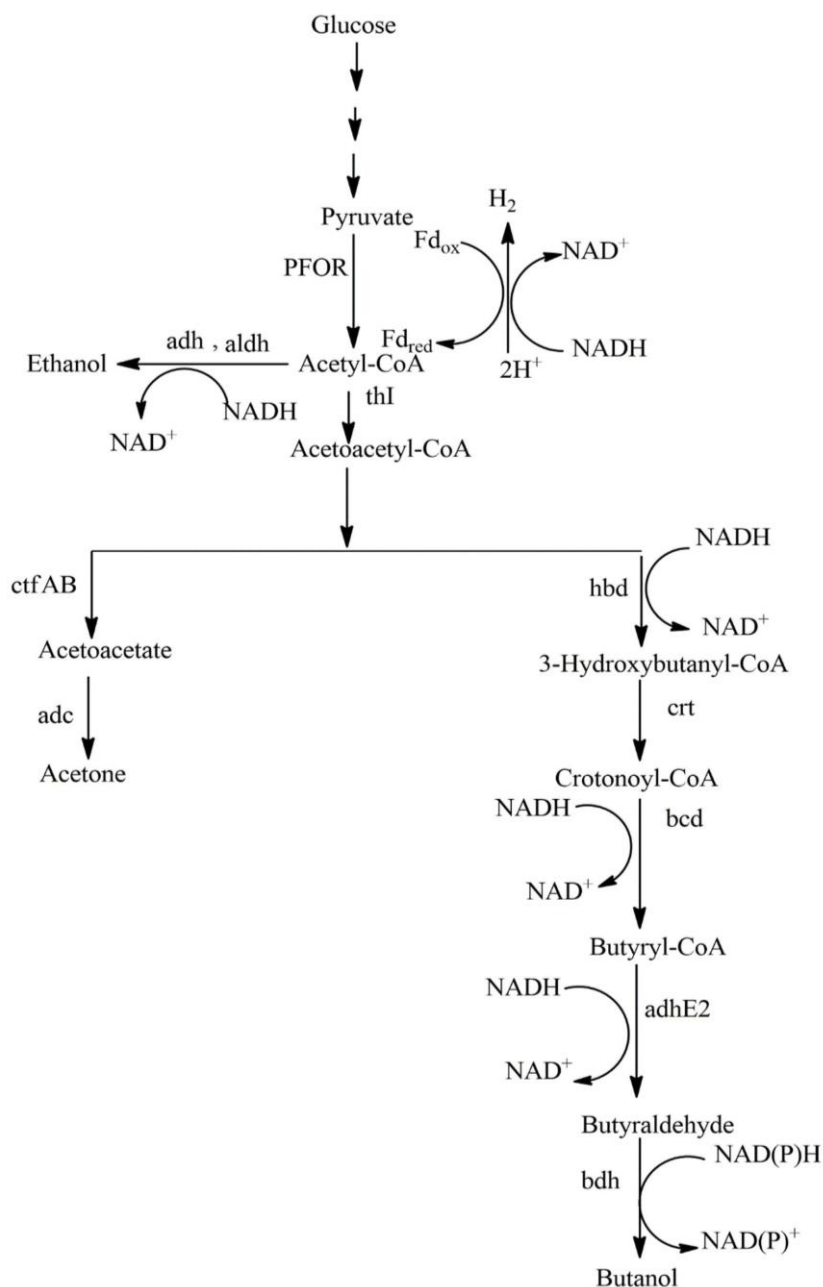 Glucose
Pyruvate
H₂
Fdox
NAD⁺
PFOR
Fdred
NADH
2H⁺
adh , aldh
Ethanol
Acetyl-CoA
NADH
NAD⁺
thI
Acetoacetyl-CoA
NADH
ctfAB
hbd
NAD⁺
Acetoacetate
3-Hydroxybutanyl-CoA
adc
crt
Acetone
Crotonoyl-CoA
NADH
bcd
NAD⁺
Butyryl-CoA
NADH
adhE2
NAD⁺
Butyraldehyde
NAD(P)H
bdh
NAD(P)⁺
Butanol